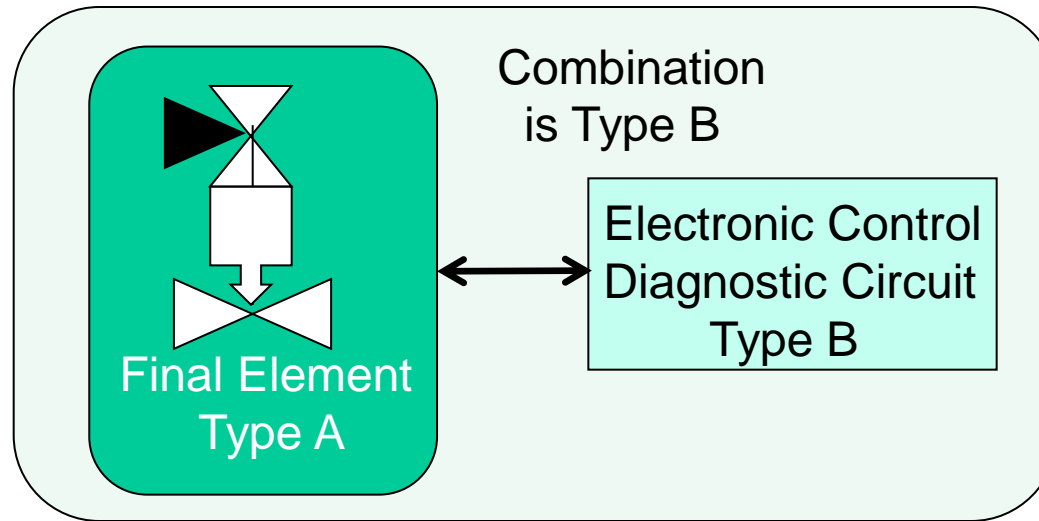 Combination
is Type B
Electronic Control
Diagnostic Circuit
Type B
Final Element
Type A